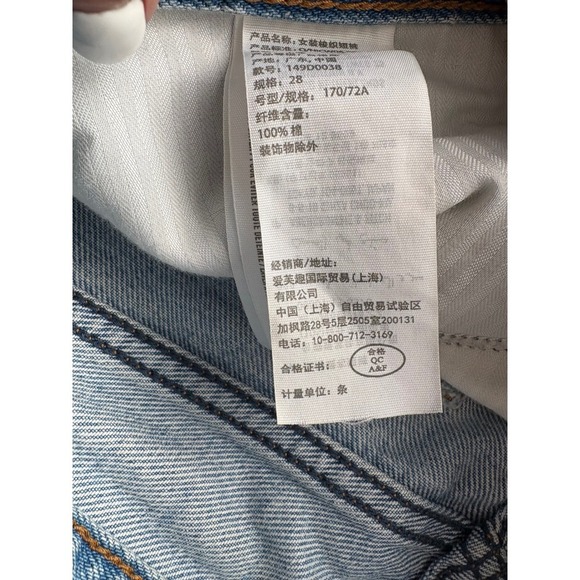 产品名称: 女装梭织短裤
产地: 广东, 中国
款号: 149D0038
规格: 28
号型/规格: 170/72A
纤维含量:
100% 棉
装饰物除外
经销商/地址:
爱芙趣国际贸易(上海)
有限公司
中国 (上海) 自由贸易试验区
加枫路28号5层2505室200131
电话: 10-800-712-3169
合格证书:
合格
QC
A&F
计量单位: 条